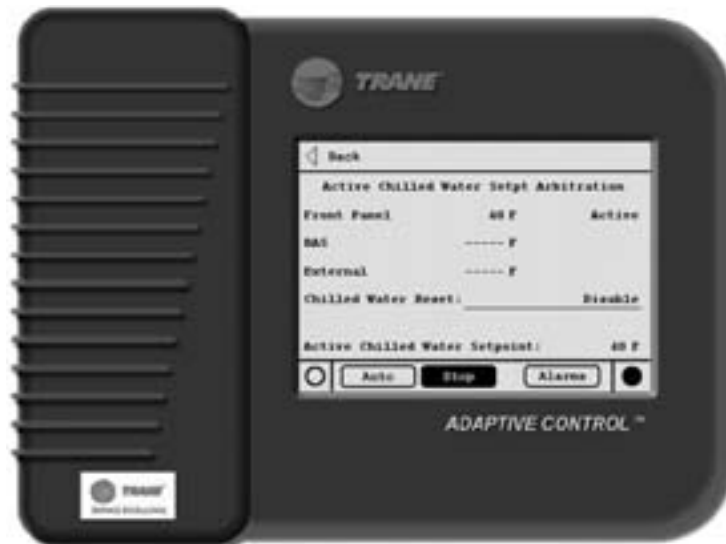 TRANE
Back
Active Chilled Water Setpt Arbitration
Front Panel 40 F Active
BAS ----- F
External ----- F
Chilled Water Reset: Disable
Active Chilled Water Setpoint: 40 F
Auto Stop Alarms
ADAPTIVE CONTROL™
TRANE